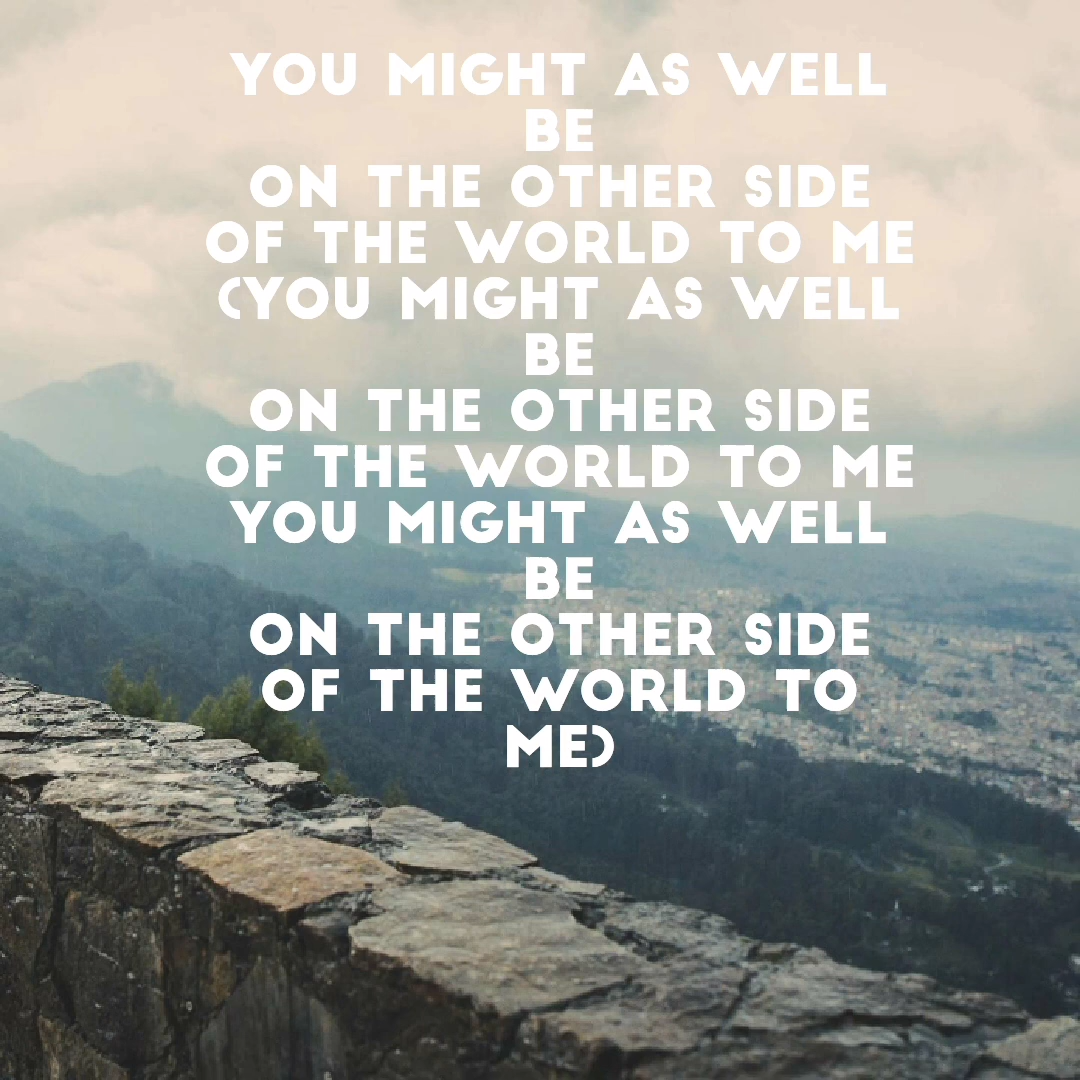 YOU MIGHT AS WELL
BE
ON THE OTHER SIDE
OF THE WORLD TO ME
(YOU MIGHT AS WELL
BE
ON THE OTHER SIDE
OF THE WORLD TO ME
YOU MIGHT AS WELL
BE
ON THE OTHER SIDE
OF THE WORLD TO
ME)